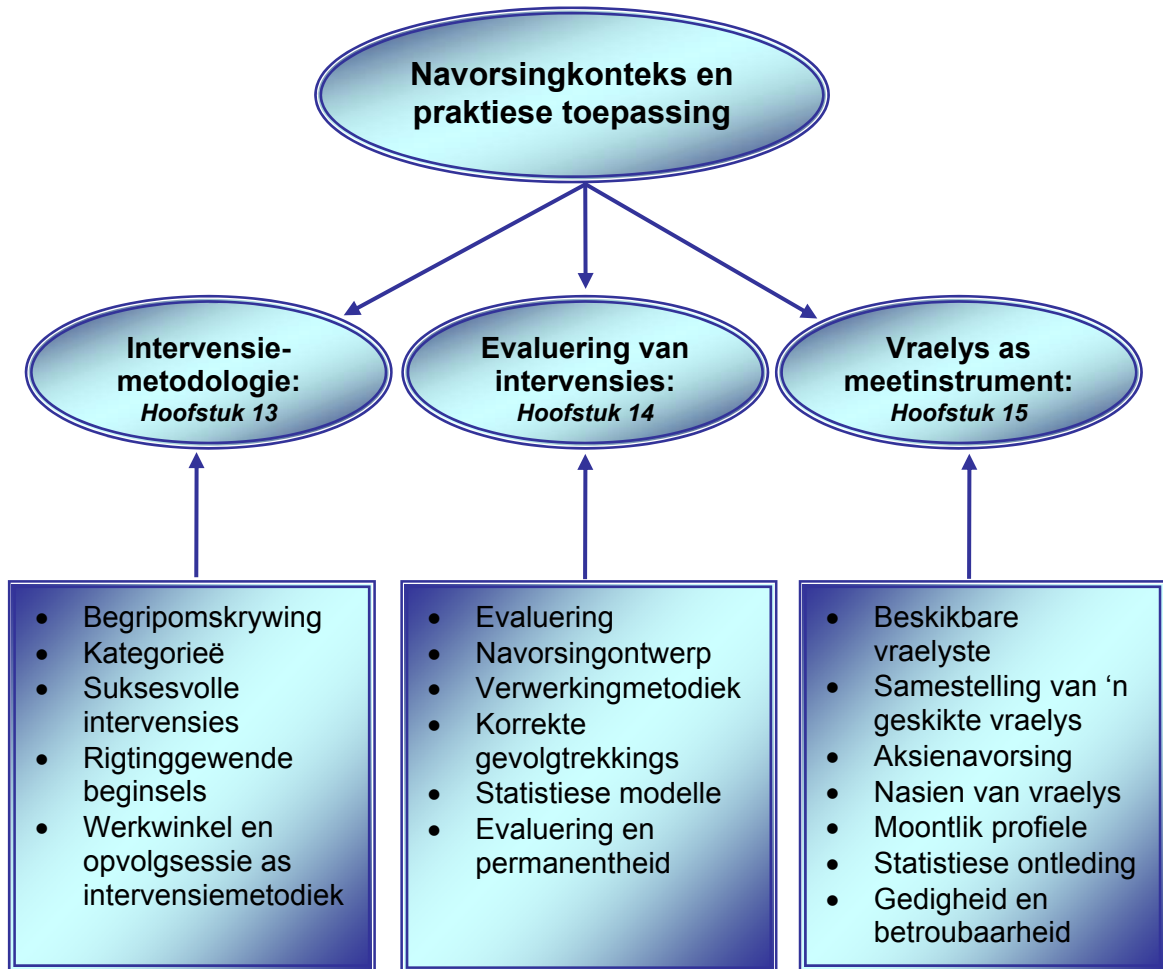 Navorsingkonteks en
praktiese toepassing
Intervensie-
metodologie:
Hoofstuk 13
Evaluering van
intervensies:
Hoofstuk 14
Vraelys as
meetinstrument:
Hoofstuk 15
• Begripomskrywing
• Kategorieë
• Suksesvolle
intervensies
• Rigtinggewende
beginsels
• Werkwinkel en
opvolgsessie as
intervensiemetodiek
• Evaluering
• Navorsingontwerp
• Verwerkingmetodiek
• Korrekte
gevolgtrekkings
• Statistiese modelle
• Evaluering en
permanentheid
• Beskikbare
vraelyste
• Samestelling van ‘n
geskikte vraelys
• Aksienavorsing
• Nasien van vraelys
• Moontlik profiele
• Statistiese ontleding
• Gedigheid en
betroubaarheid